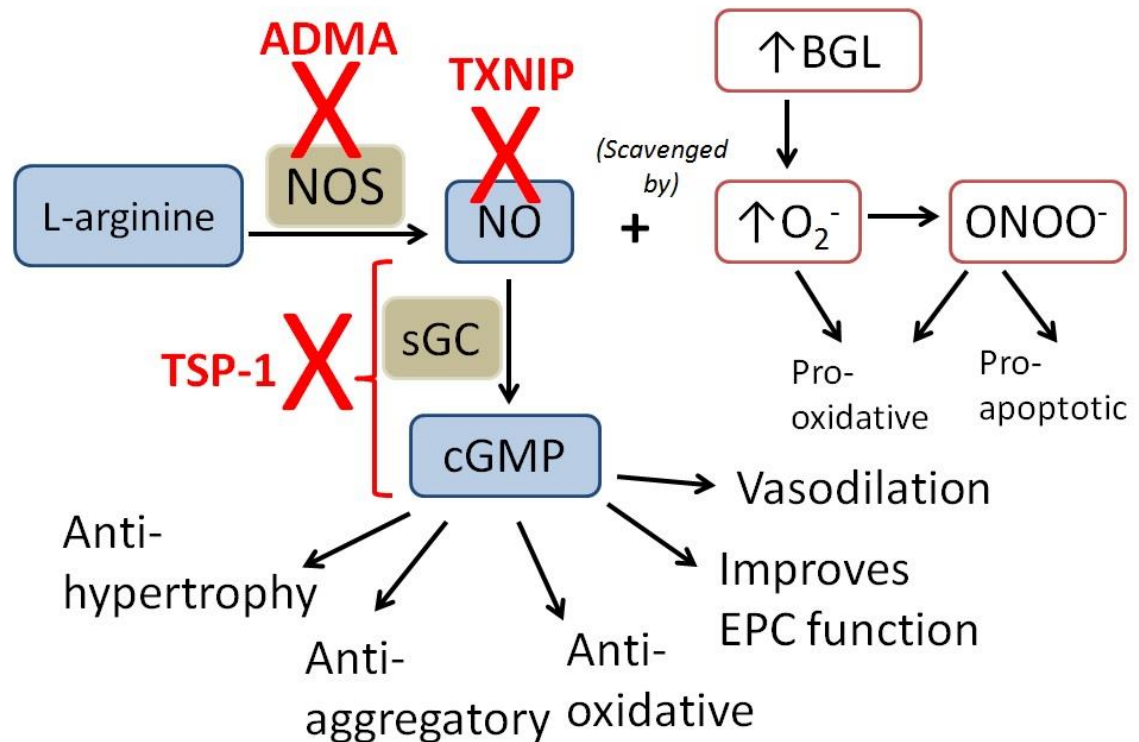 ADMA
TXNIP
↑BGL
(Scavenged
by)
L-arginine
NOS
NO
+
↑O₂⁻
ONOO⁻
TSP-1
sGC
Pro-
oxidative
Pro-
apoptotic
cGMP
Vasodilation
Anti-
hypertrophy
Improves
EPC function
Anti-
aggregatory
Anti-
oxidative